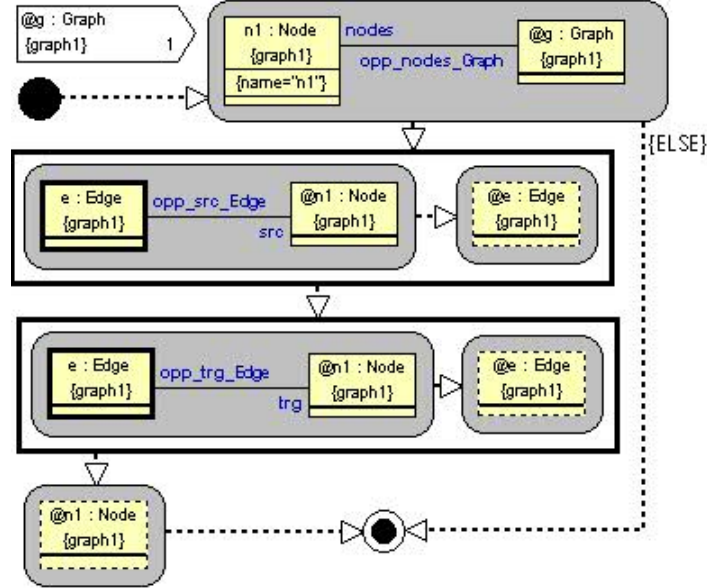 @g : Graph
{graph1} 1
n1 : Node
{graph1}
{name="n1"}
nodes
opp_nodes_Graph
@g : Graph
{graph1}
{ELSE}
e : Edge
{graph1}
opp_src_Edge
src
@n1 : Node
{graph1}
@e : Edge
{graph1}
e : Edge
{graph1}
opp_trg_Edge
trg
@n1 : Node
{graph1}
@e : Edge
{graph1}
@n1 : Node
{graph1}